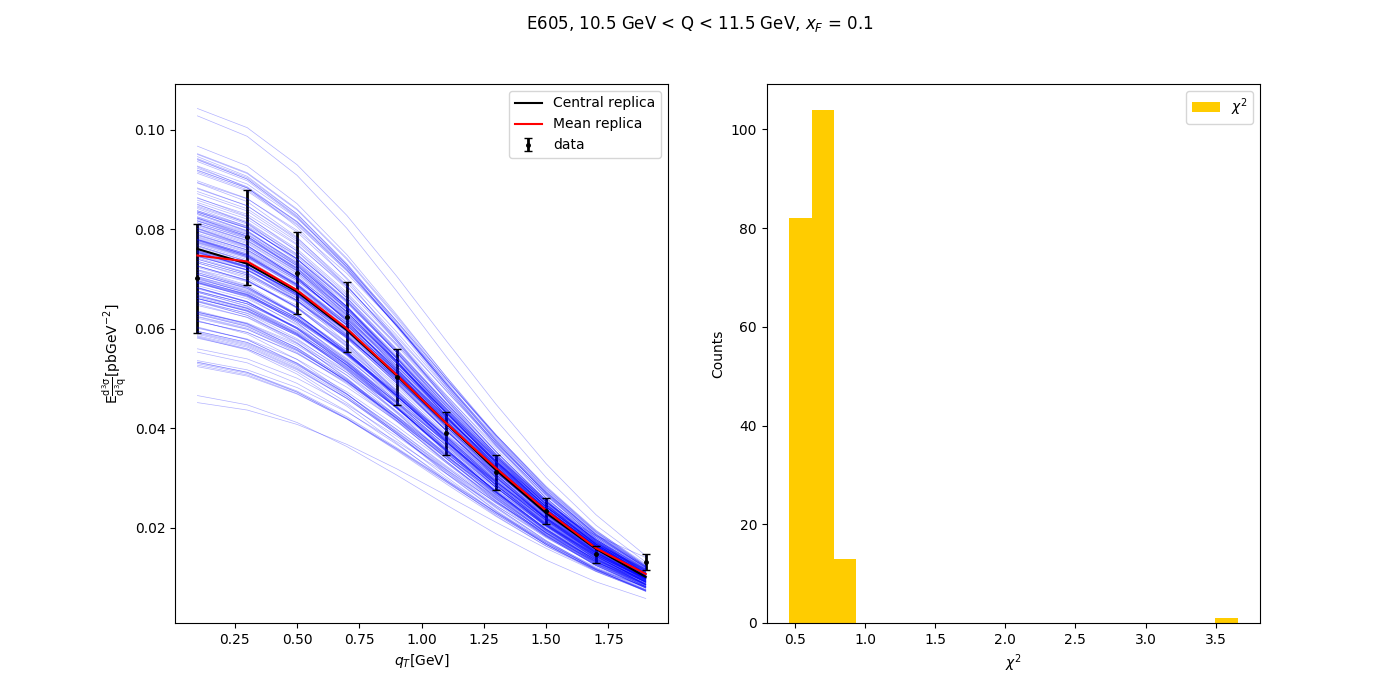 E605, 10.5 GeV < Q < 11.5 GeV, x_F = 0.1
Central replica
Mean replica
data
0.10
0.08
0.06
0.04
0.02
E d³σ/d³q [pbGeV⁻²]
0.25 0.50 0.75 1.00 1.25 1.50 1.75
q_T[GeV]
χ²
100
80
60
40
20
0
Counts
0.5 1.0 1.5 2.0 2.5 3.0 3.5
χ²